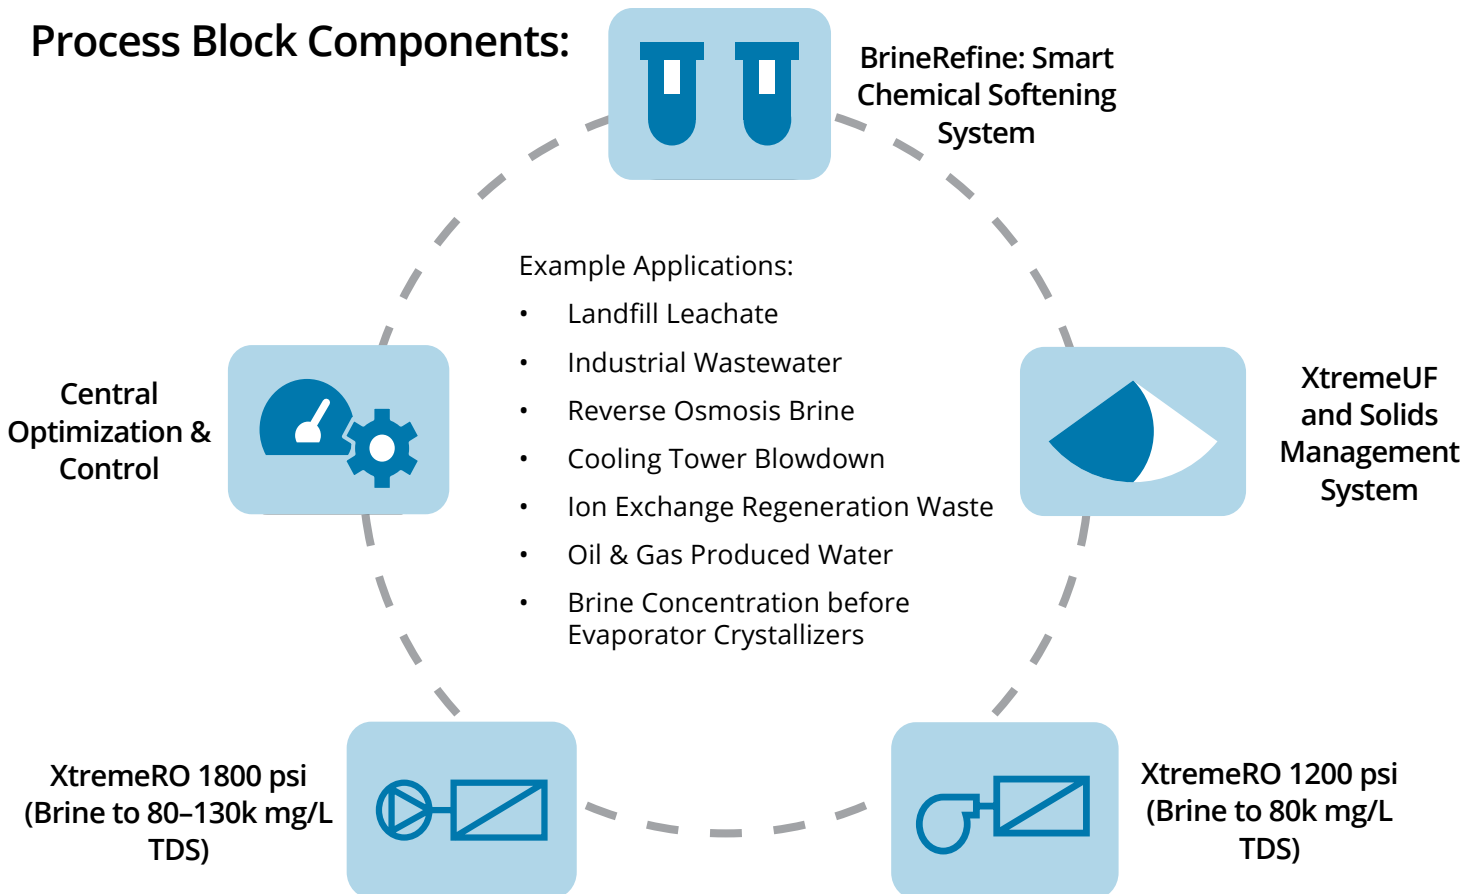 Process Block Components:
BrineRefine: Smart
Chemical Softening
System
Example Applications:
• Landfill Leachate
• Industrial Wastewater
• Reverse Osmosis Brine
• Cooling Tower Blowdown
• Ion Exchange Regeneration Waste
• Oil & Gas Produced Water
• Brine Concentration before
Evaporator Crystallizers
Central
Optimization &
Control
XtremeUF
and Solids
Management
System
XtremeRO 1800 psi
(Brine to 80–130k mg/L
TDS)
XtremeRO 1200 psi
(Brine to 80k mg/L
TDS)